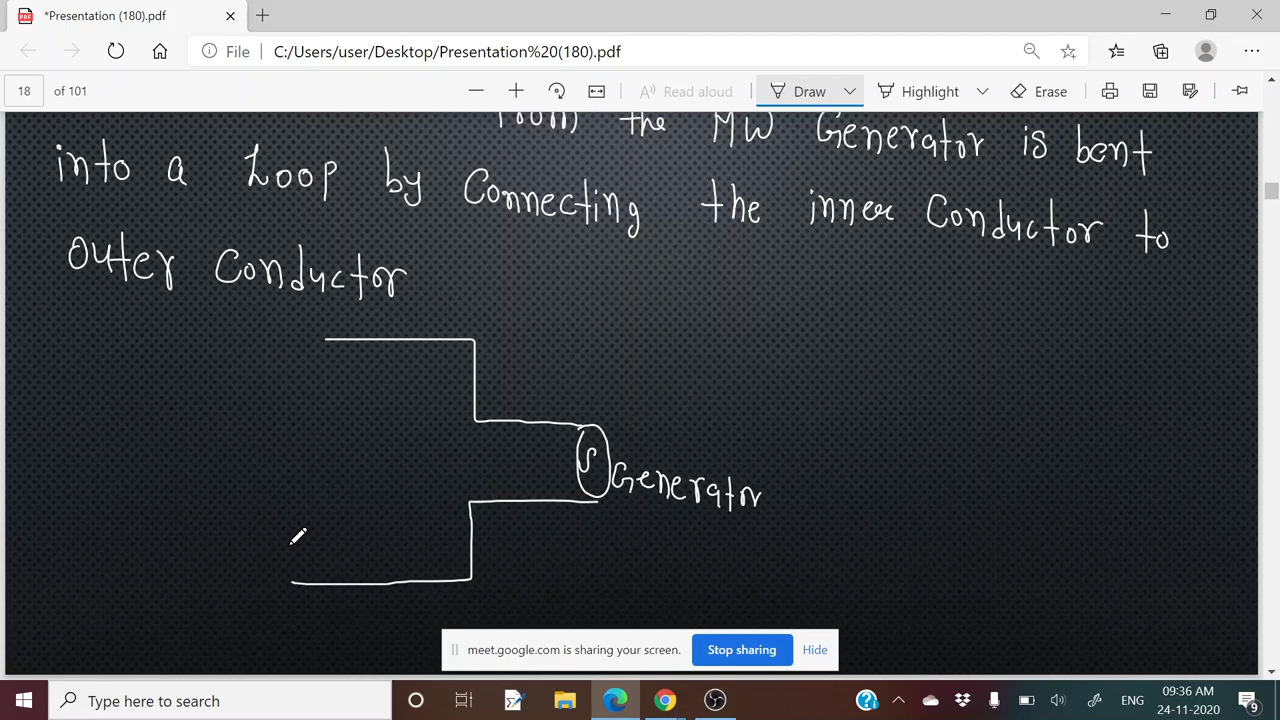 *Presentation (180).pdf
File C:/Users/user/Desktop/Presentation%20(180).pdf
18 of 101 Read aloud Draw Highlight Erase
the MW Generator is bent
into a Loop by Connecting the inner Conductor to
outer Conductor
S Generator
meet.google.com is sharing your screen. Stop sharing Hide
Type here to search
ENG
09:36 AM
24-11-2020
9